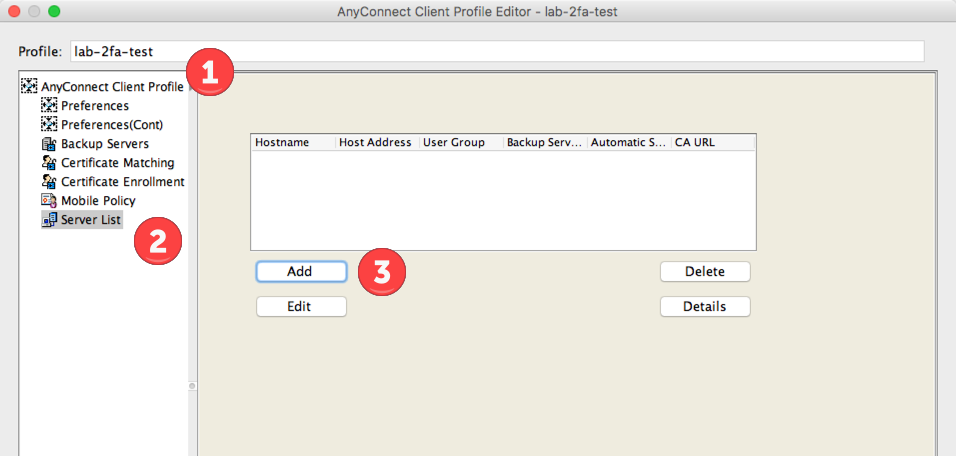 AnyConnect Client Profile Editor - lab-2fa-test
Profile: lab-2fa-test
1
AnyConnect Client Profile
Preferences
Preferences(Cont)
Backup Servers
Certificate Matching
Certificate Enrollment
Mobile Policy
Server List
2
Hostname Host Address User Group Backup Serv... Automatic S... CA URL
Add 3 Delete
Edit Details